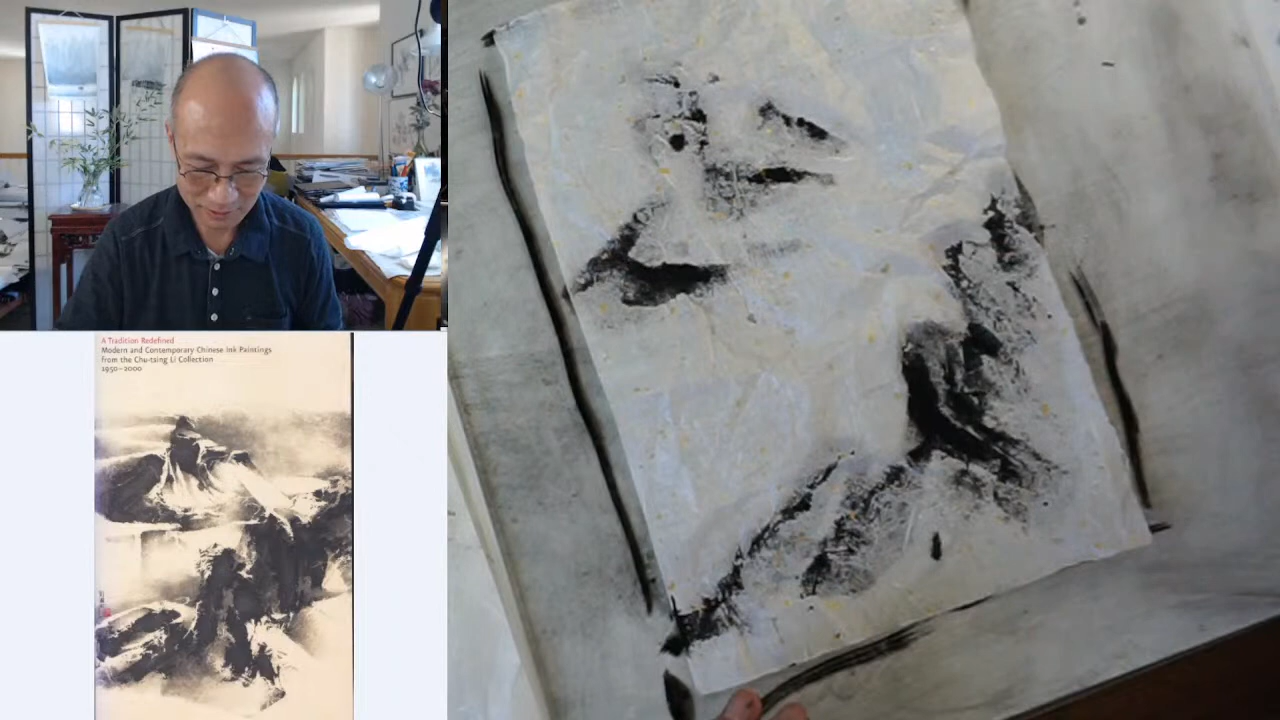 A Tradition Redefined
Modern and Contemporary Chinese Ink Paintings
from the Chu-tsing Li Collection
1950–2000